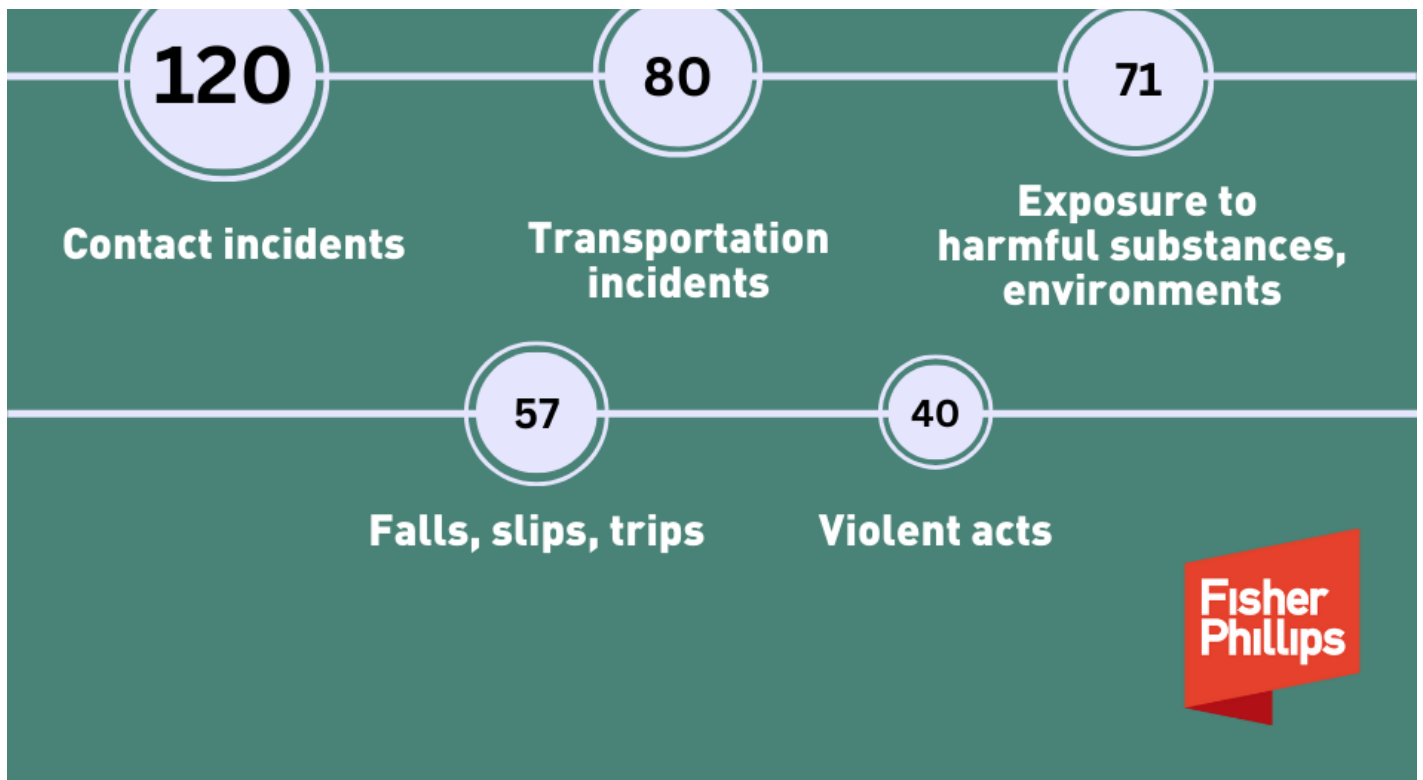 120
80
71
Contact incidents
Transportation
incidents
Exposure to
harmful substances,
environments
57
40
Falls, slips, trips
Violent acts
Fisher
Phillips